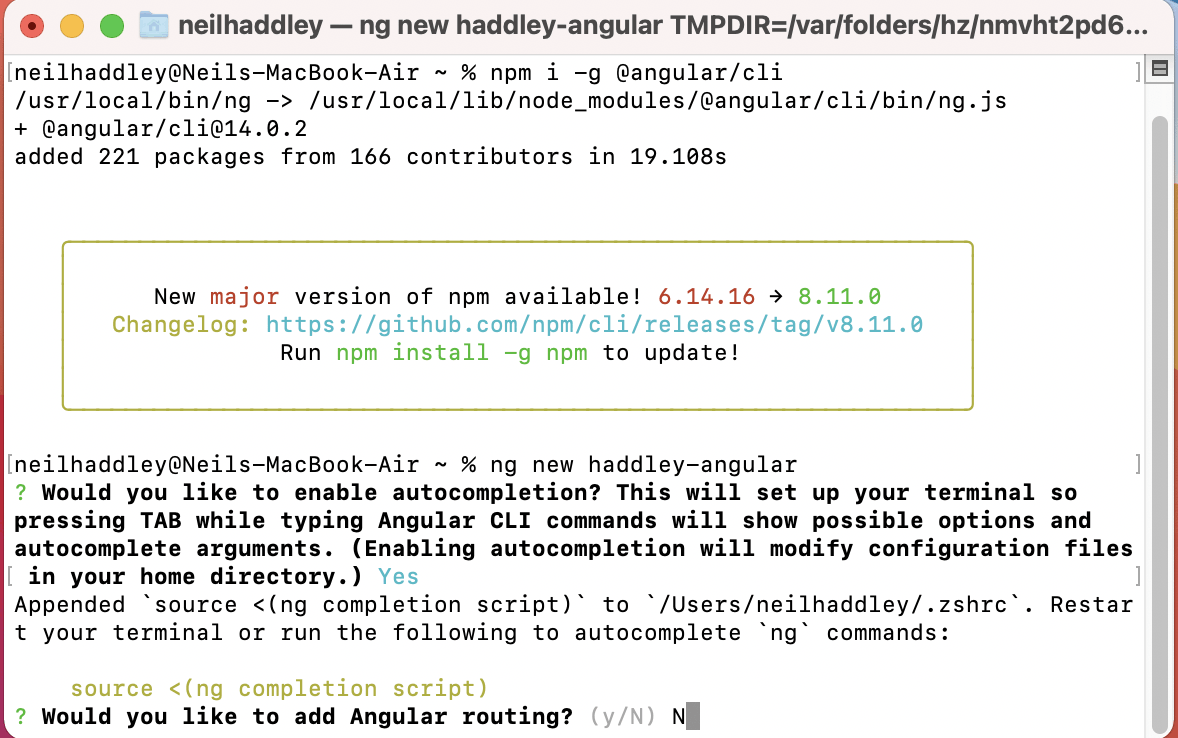 neilhaddley — ng new haddley-angular TMPDIR=/var/folders/hz/nmvht2pd6...
[neilhaddley@Neils-MacBook-Air ~ % npm i -g @angular/cli ]
/usr/local/bin/ng -> /usr/local/lib/node_modules/@angular/cli/bin/ng.js
+ @angular/cli@14.0.2
added 221 packages from 166 contributors in 19.108s
New major version of npm available! 6.14.16 → 8.11.0
Changelog: https://github.com/npm/cli/releases/tag/v8.11.0
Run npm install -g npm to update!
[neilhaddley@Neils-MacBook-Air ~ % ng new haddley-angular ]
? Would you like to enable autocompletion? This will set up your terminal so
pressing TAB while typing Angular CLI commands will show possible options and
autocomplete arguments. (Enabling autocompletion will modify configuration files
[ in your home directory.) Yes ]
Appended `source <(ng completion script)` to `/Users/neilhaddley/.zshrc`. Restar
t your terminal or run the following to autocomplete `ng` commands:
source <(ng completion script)
? Would you like to add Angular routing? (y/N) N